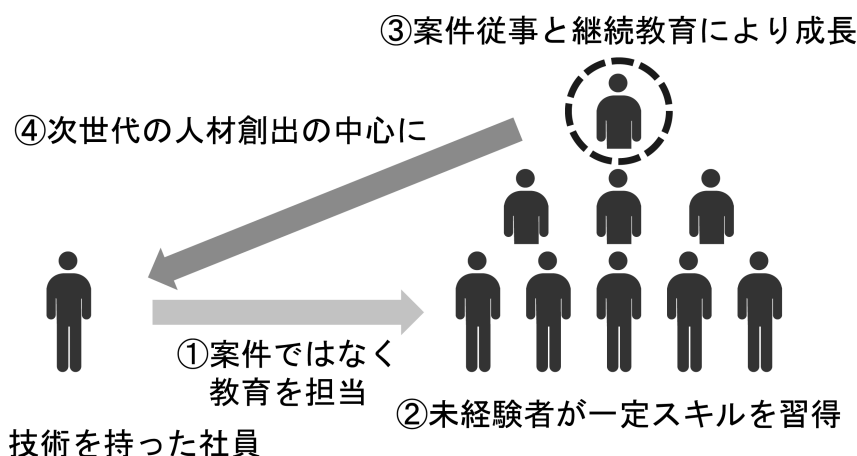 ③案件従事と継続教育により成長
④次世代の人材創出の中心に
①案件ではなく
教育を担当
②未経験者が一定スキルを習得
技術を持った社員